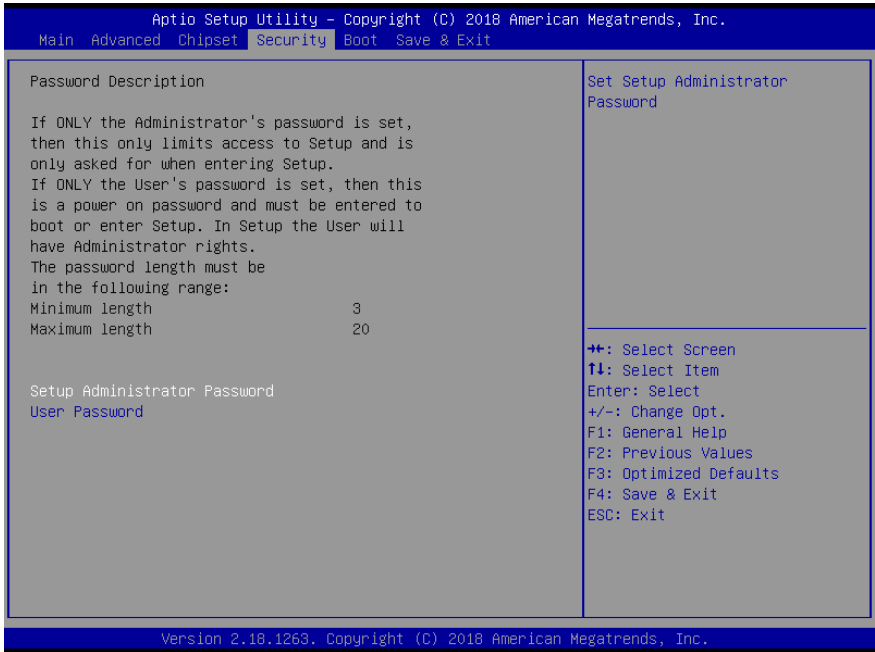 Aptio Setup Utility – Copyright (C) 2018 American Megatrends, Inc.
Main Advanced Chipset Security Boot Save & Exit
Password Description
If ONLY the Administrator's password is set,
then this only limits access to Setup and is
only asked for when entering Setup.
If ONLY the User's password is set, then this
is a power on password and must be entered to
boot or enter Setup. In Setup the User will
have Administrator rights.
The password length must be
in the following range:
Minimum length 3
Maximum length 20
Setup Administrator Password
User Password
Set Setup Administrator
Password
→←: Select Screen
↑↓: Select Item
Enter: Select
+/-: Change Opt.
F1: General Help
F2: Previous Values
F3: Optimized Defaults
F4: Save & Exit
ESC: Exit
Version 2.18.1263. Copyright (C) 2018 American Megatrends, Inc.